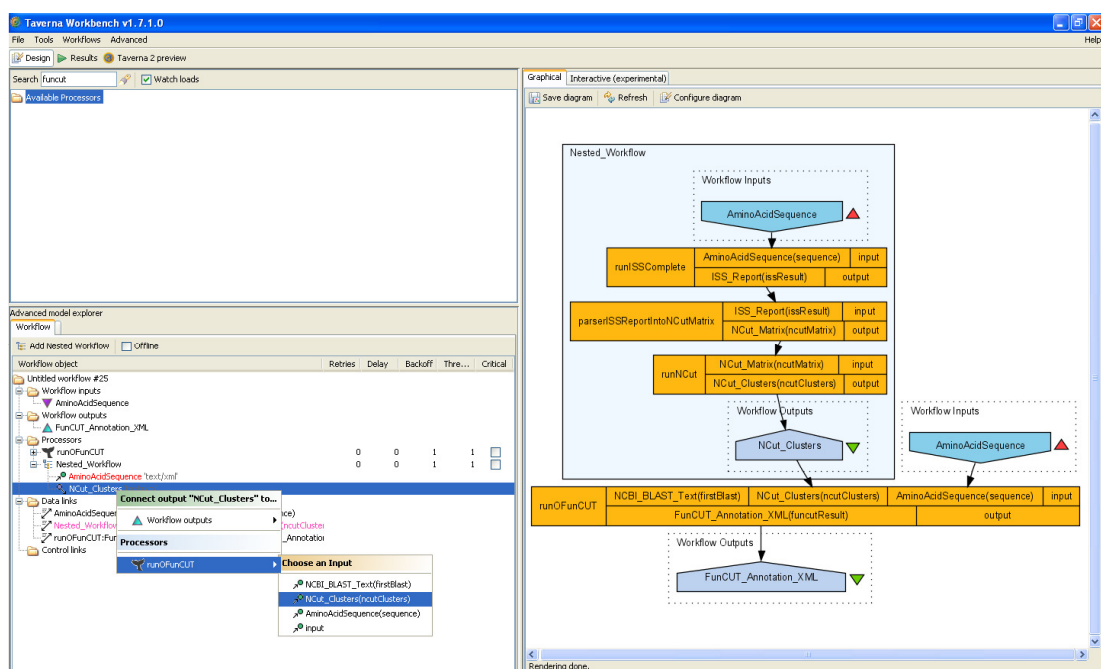 Taverna Workbench v1.7.1.0
File Tools Workflows Advanced Help
Design Results Taverna 2 preview
Search funcut Watch loads
Available Processors
Advanced model explorer
Workflow
Add Nested Workflow Offline
Workflow object Retries Delay Backoff Thre... Critical
Untitled workflow #25
Workflow inputs
AminoAcidSequence
Workflow outputs
FunCUT_Annotation_XML
Processors
runOFunCUT 0 0 1 1
Nested_Workflow 0 0 1 1
AminoAcidSequence 'text/xml'
NCut_Clusters
Data links
AminoAcidSequen
Nested_Workflow
runOFunCUT:Fun
Control links
Connect output "NCut_Clusters" to...
Workflow outputs
Processors
runOFunCUT
Choose an Input
NCBI_BLAST_Text(firstBlast)
NCut_Clusters(ncutClusters)
AminoAcidSequence(sequence)
input
Graphical Interactive (experimental)
Save diagram Refresh Configure diagram
Nested_Workflow
Workflow Inputs
AminoAcidSequence
runISSComplete AminoAcidSequence(sequence) input
ISS_Report(issResult) output
parserISSReportIntoNCutMatrix ISS_Report(issResult) input
NCut_Matrix(ncutMatrix) output
runNCut NCut_Matrix(ncutMatrix) input
NCut_Clusters(ncutClusters) output
Workflow Outputs
NCut_Clusters
Workflow Inputs
AminoAcidSequence
runOFunCUT NCBI_BLAST_Text(firstBlast) NCut_Clusters(ncutClusters) AminoAcidSequence(sequence) input
FunCUT_Annotation_XML(funcutResult) output
Workflow Outputs
FunCUT_Annotation_XML
Rendering done.